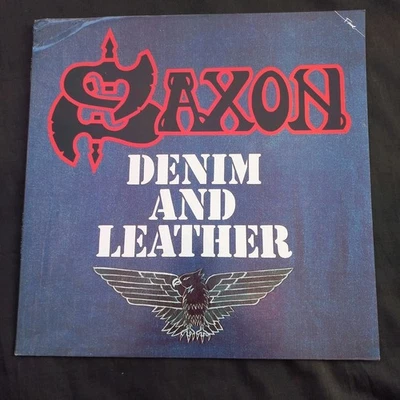 SAXON
DENIM
AND
LEATHER